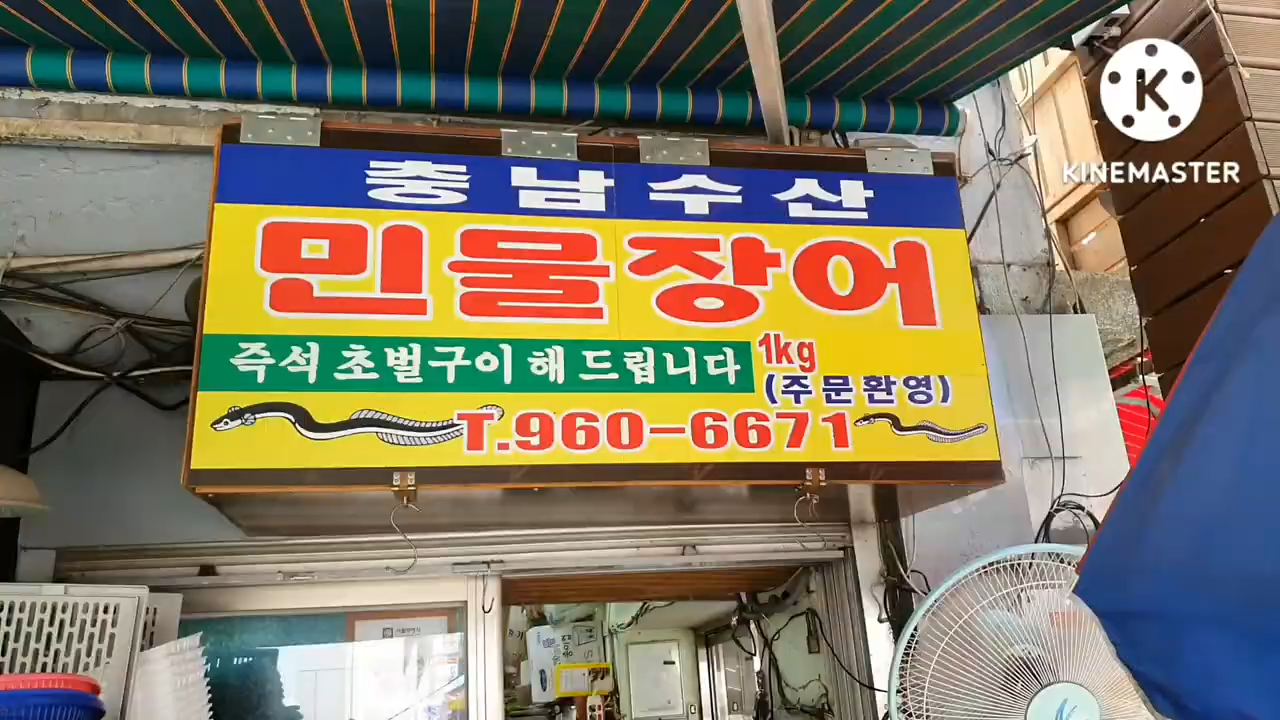 충남수산
민물장어
즉석 초벌구이 해 드립니다
1kg
(주문환영)
T.960-6671
K
KINEMASTER